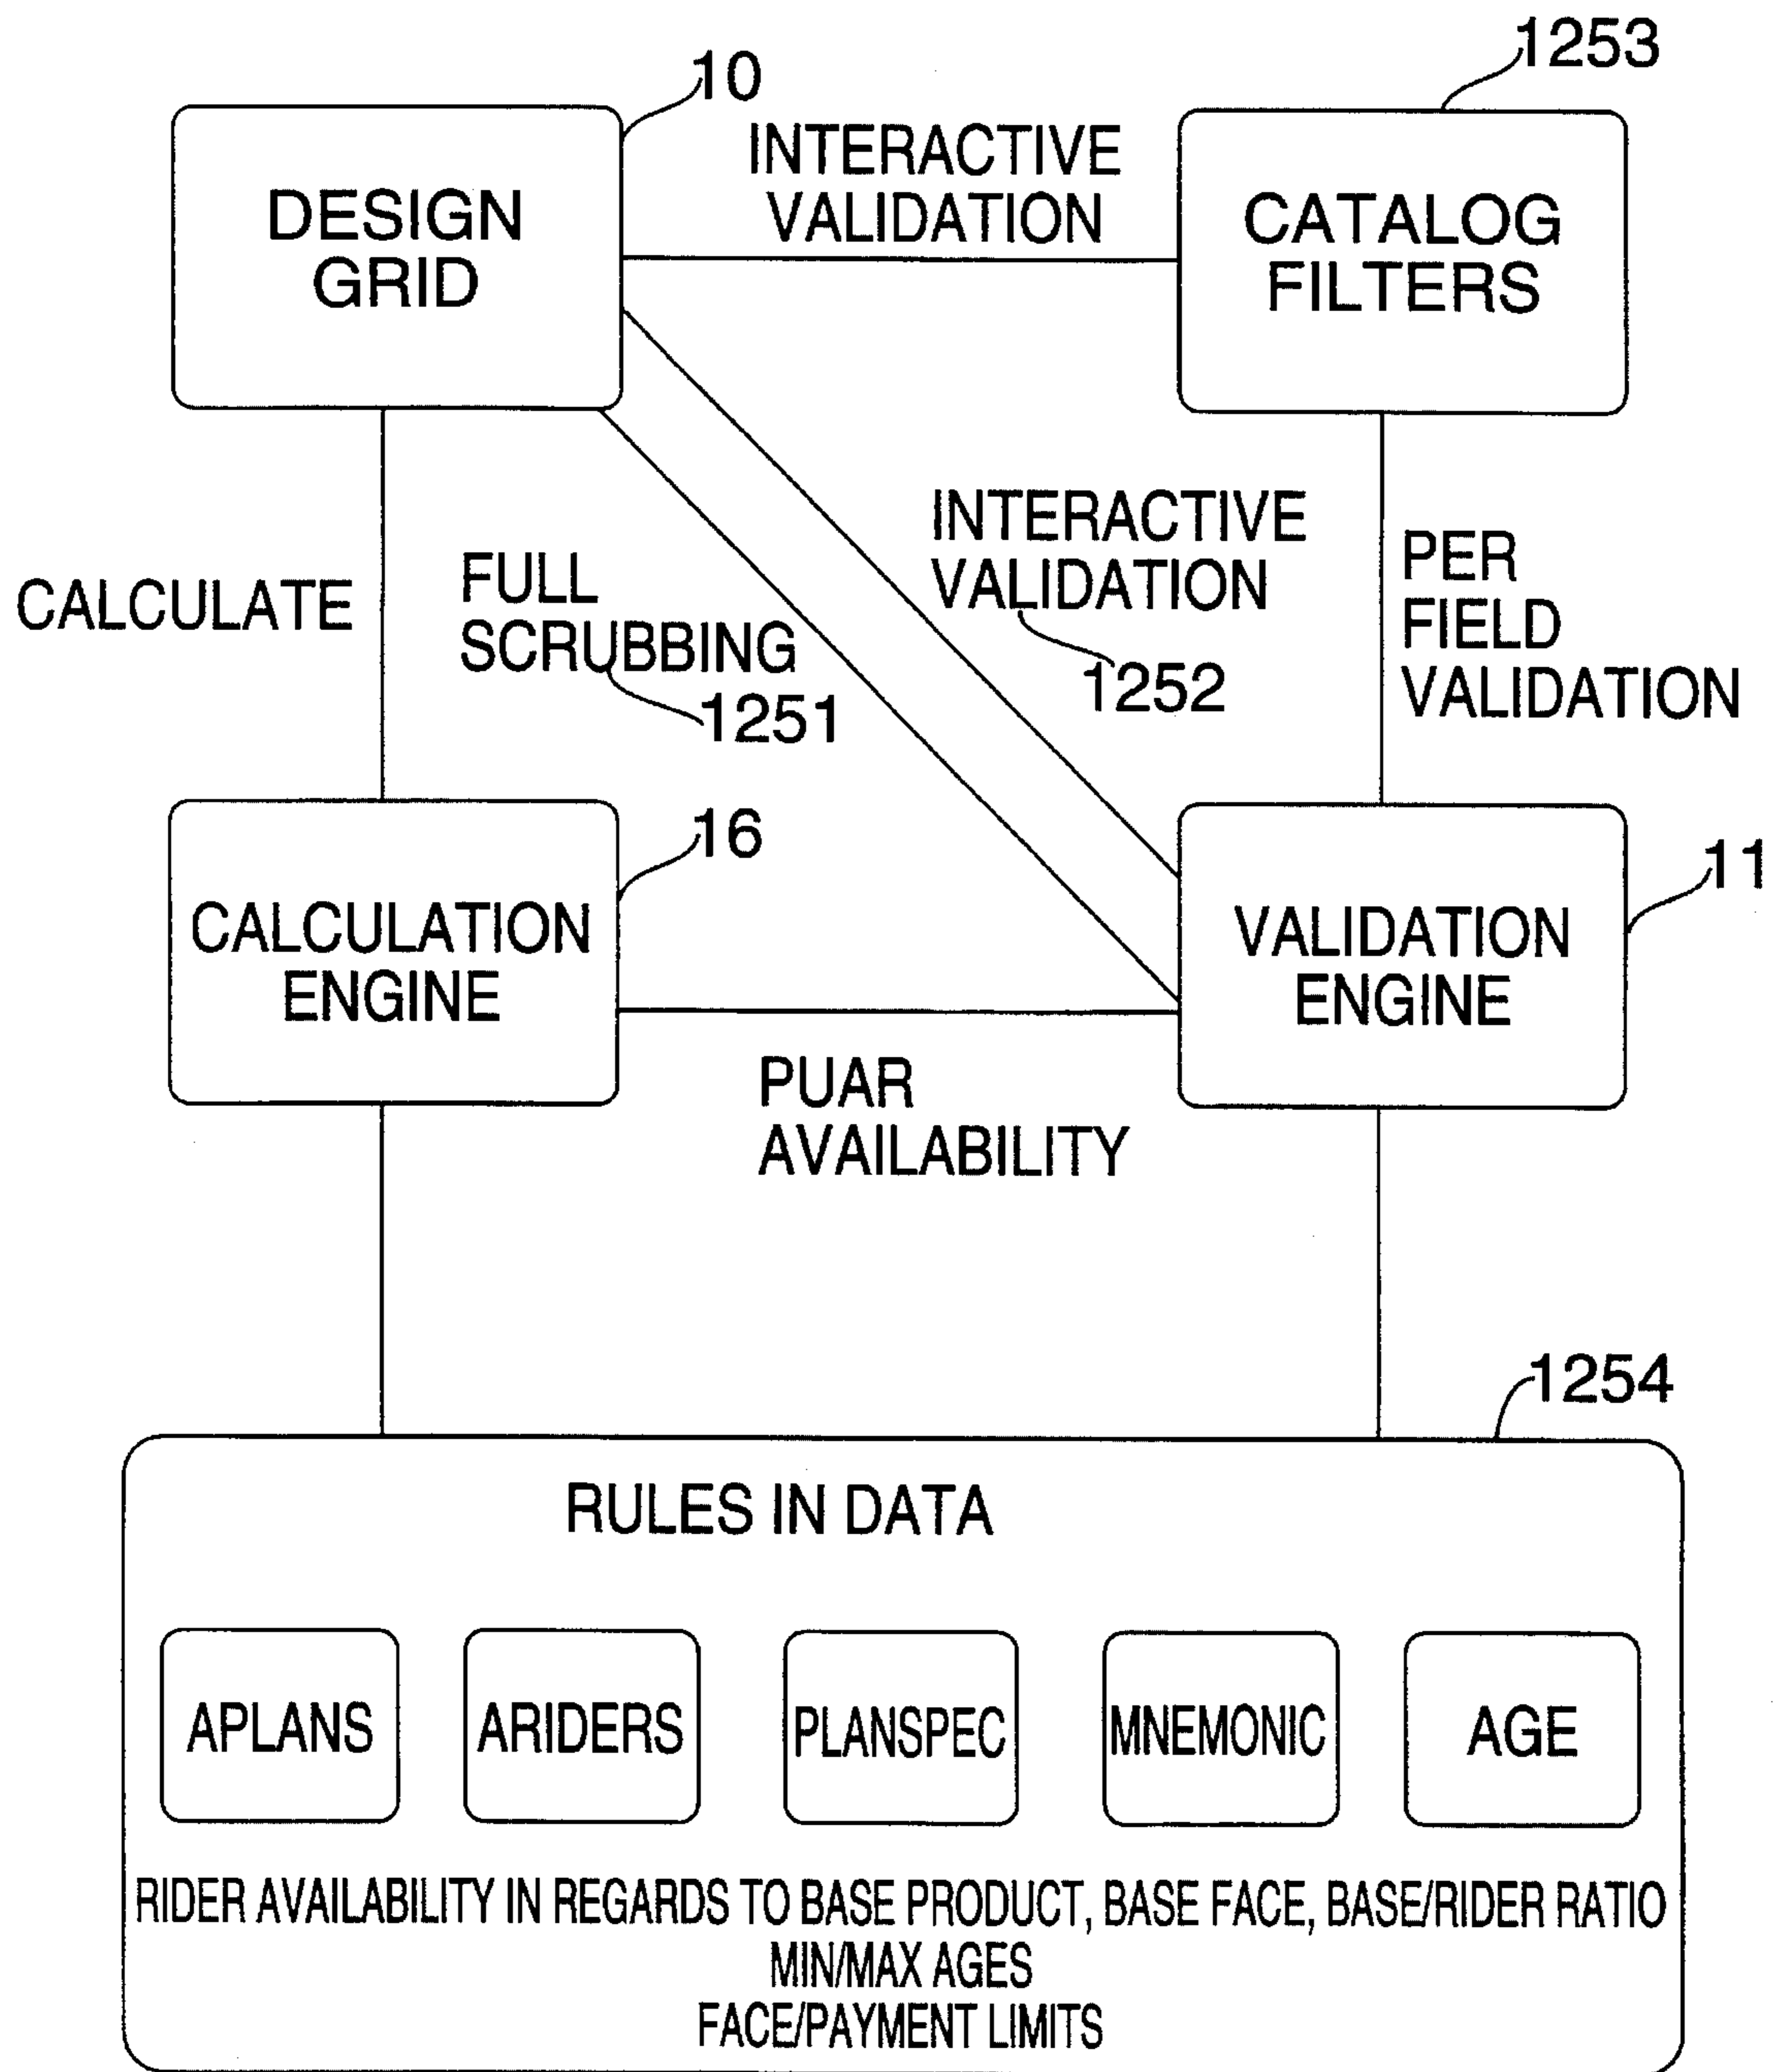 10
1253
DESIGN
GRID
INTERACTIVE
VALIDATION
CATALOG
FILTERS
CALCULATE
FULL
SCRUBBING
1251
INTERACTIVE
VALIDATION
1252
PER
FIELD
VALIDATION
16
11
CALCULATION
ENGINE
VALIDATION
ENGINE
PUAR
AVAILABILITY
1254
RULES IN DATA
APLANS
ARIDERS
PLANSPEC
MNEMONIC
AGE
RIDER AVAILABILITY IN REGARDS TO BASE PRODUCT, BASE FACE, BASE/RIDER RATIO
MIN/MAX AGES
FACE/PAYMENT LIMITS